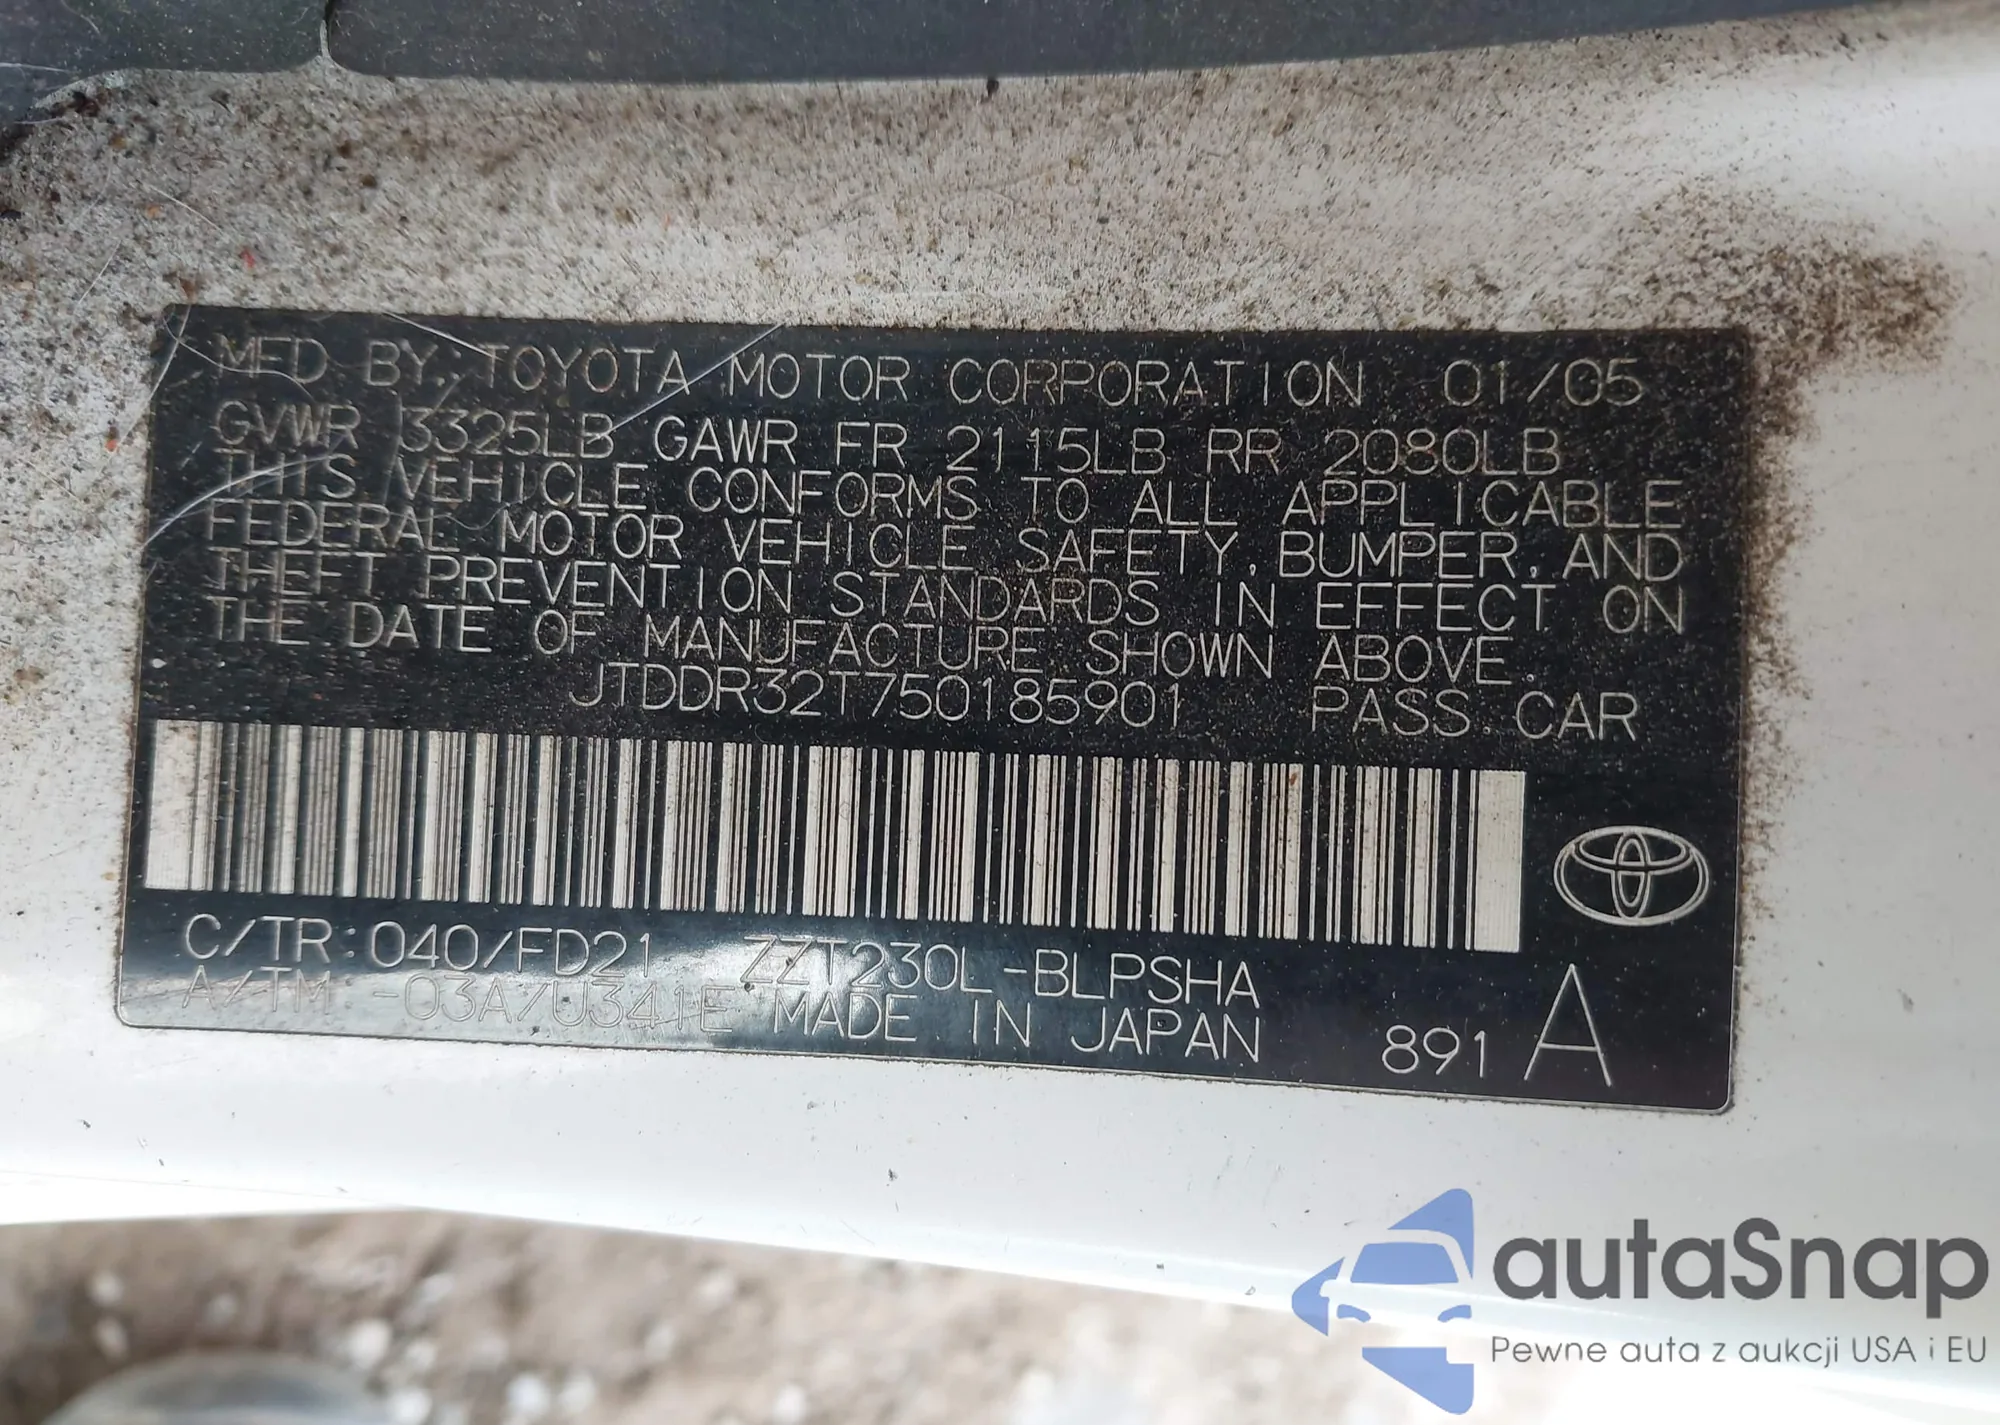 MFD BY: TOYOTA MOTOR CORPORATION 01/05
GVWR 3325LB GAWR FR 2115LB RR 2080LB
THIS VEHICLE CONFORMS TO ALL APPLICABLE
FEDERAL MOTOR VEHICLE SAFETY, BUMPER, AND
THEFT PREVENTION STANDARDS IN EFFECT ON
THE DATE OF MANUFACTURE SHOWN ABOVE.
JTDDR32T750185901 PASS. CAR
C/TR: 040/FD21 ZZT230L-BLPSHA
A/TM -03A/U341E MADE IN JAPAN 891 A
autaSnap
Pewne auta z aukcji USA i EU